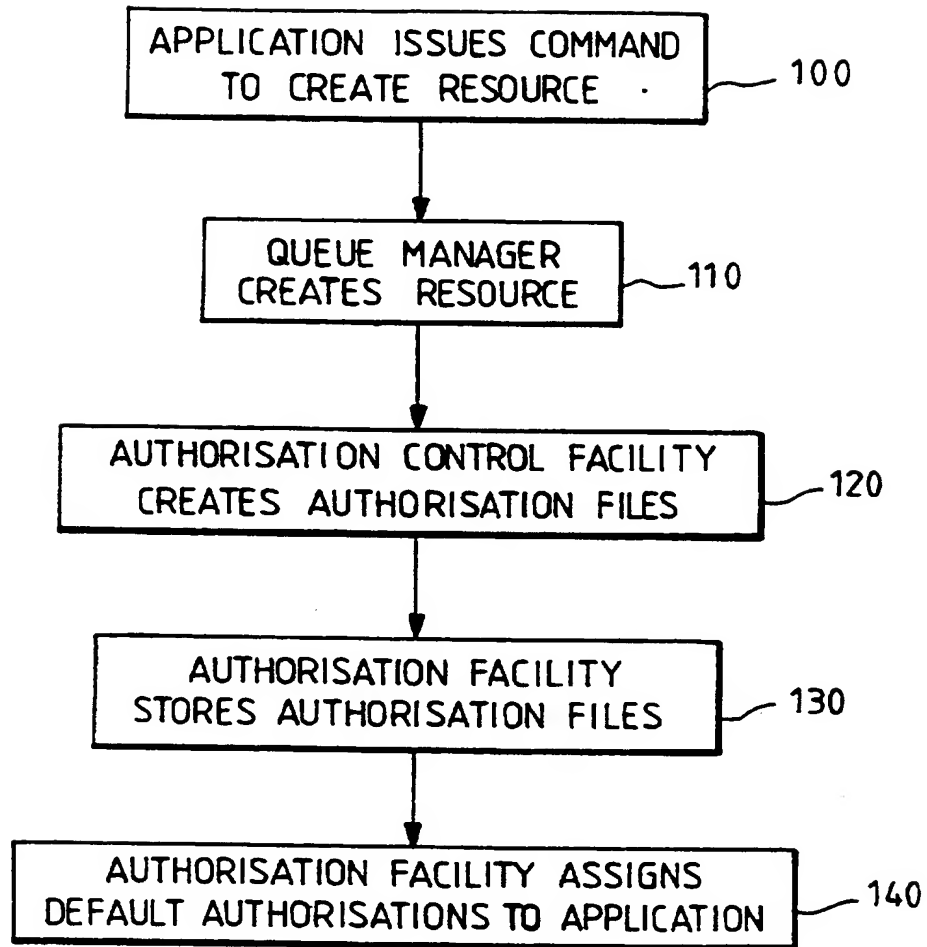 APPLICATION ISSUES COMMAND
TO CREATE RESOURCE
100
QUEUE MANAGER
CREATES RESOURCE
110
AUTHORISATION CONTROL FACILITY
CREATES AUTHORISATION FILES
120
AUTHORISATION FACILITY
STORES AUTHORISATION FILES
130
AUTHORISATION FACILITY ASSIGNS
DEFAULT AUTHORISATIONS TO APPLICATION
140